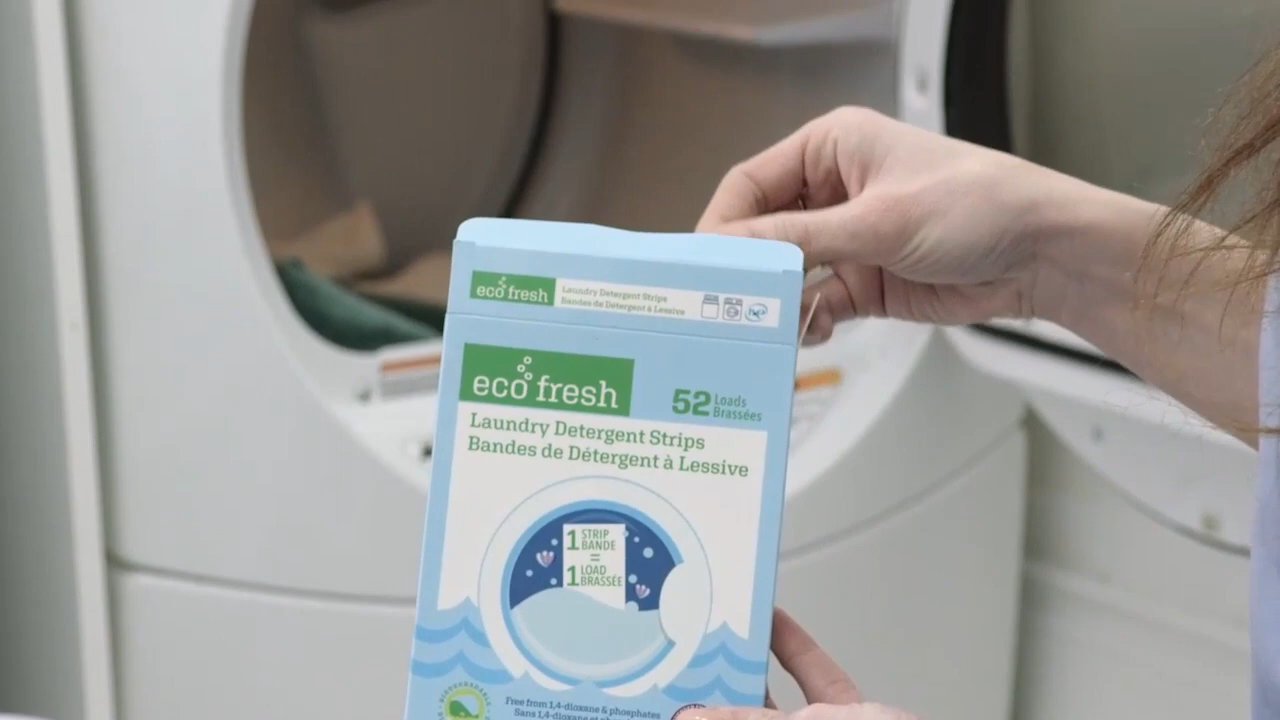 eco fresh
Laundry Detergent Strips
Bandes de Détergent à Lessive
eco fresh
52 Loads
Brassées
Laundry Detergent Strips
Bandes de Détergent à Lessive
1 STRIP
BANDE
=
1 LOAD
BRASSÉE
BIODEGRADABLE
Free from 1,4-dioxane & phosphates
Sans 1,4-dioxane et